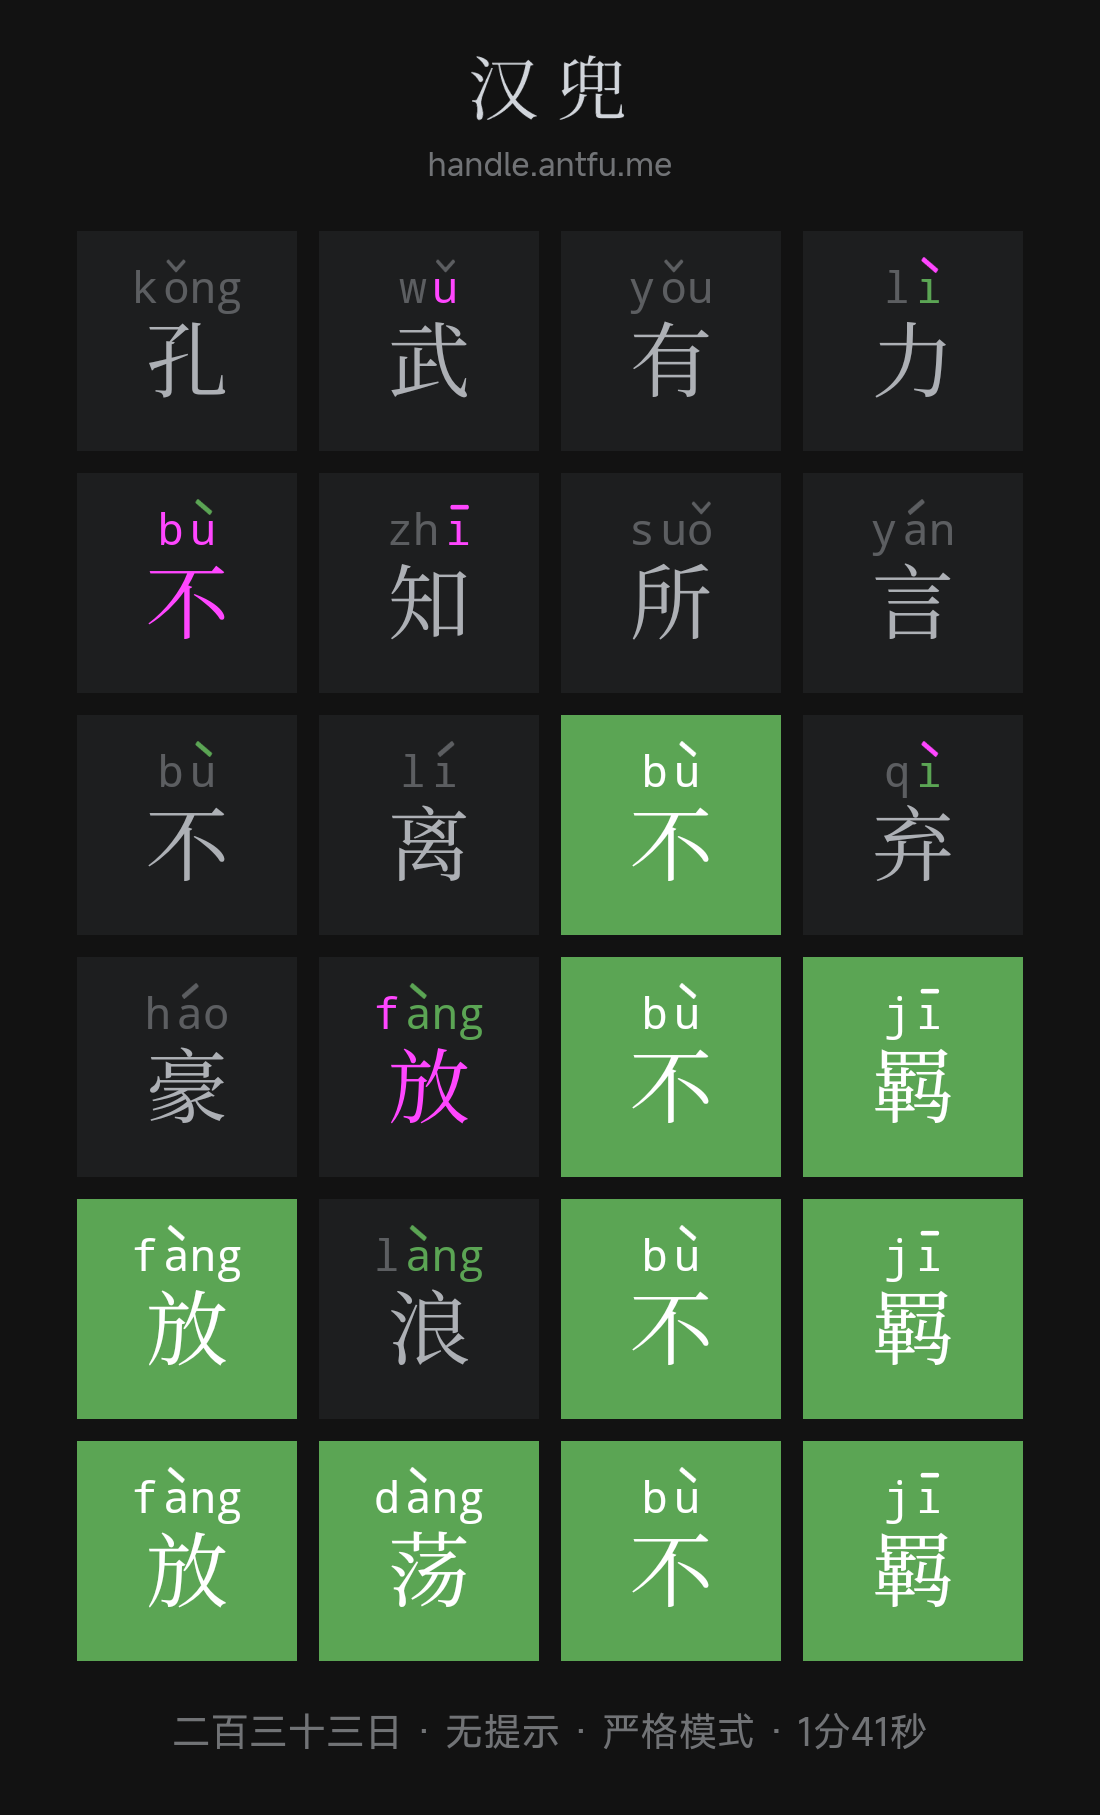 汉兜
handle.antfu.me
kǒng wǔ yǒu lì
孔 武 有 力
bù zhī suǒ yán
不 知 所 言
bù lí bù qì
不 离 不 弃
háo fàng bù jī
豪 放 不 羁
fàng làng bù jī
放 浪 不 羁
fàng dàng bù jī
放 荡 不 羁
二百三十三日 · 无提示 · 严格模式 · 1分41秒